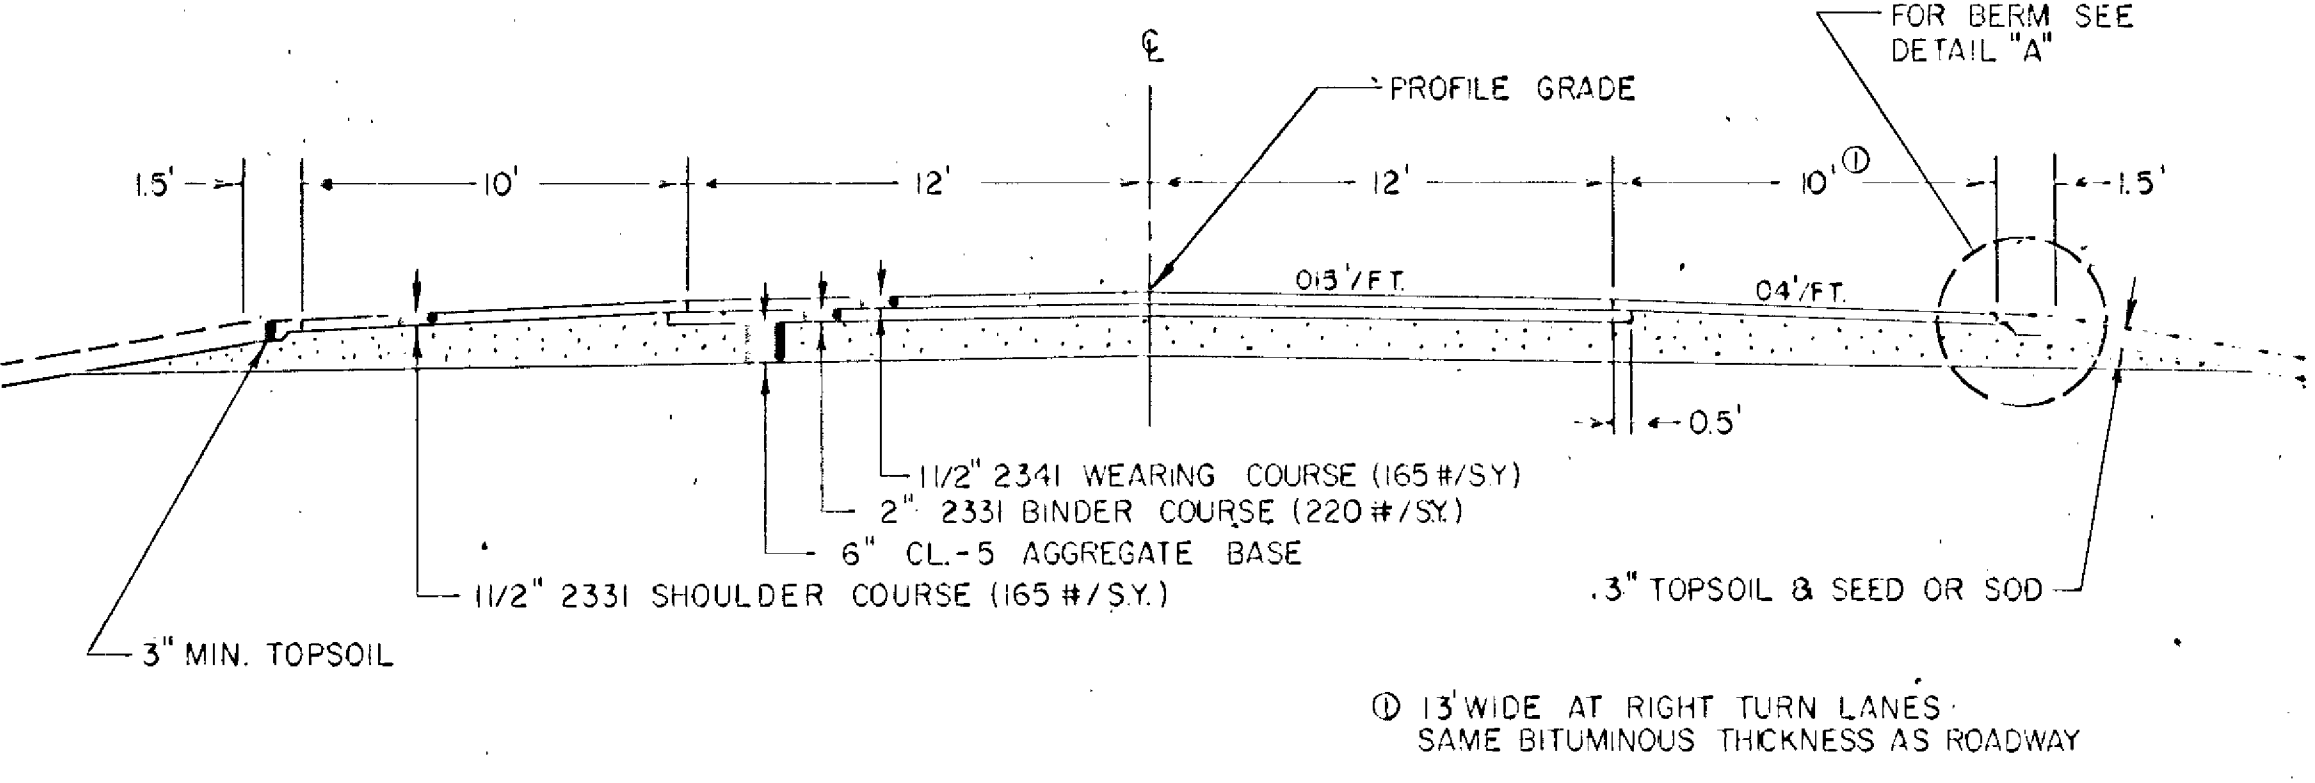 FOR BERM SEE
DETAIL "A"
℄
PROFILE GRADE
1.5'
10'
12'
12'
10' ①
1.5'
.015'/FT.
.04'/FT.
0.5'
1 1/2" 2341 WEARING COURSE (165 #/S.Y.)
2" 2331 BINDER COURSE (220 #/S.Y.)
6" CL.-5 AGGREGATE BASE
1 1/2" 2331 SHOULDER COURSE (165 #/S.Y.)
3" TOPSOIL & SEED OR SOD
3" MIN. TOPSOIL
① 13' WIDE AT RIGHT TURN LANES
SAME BITUMINOUS THICKNESS AS ROADWAY